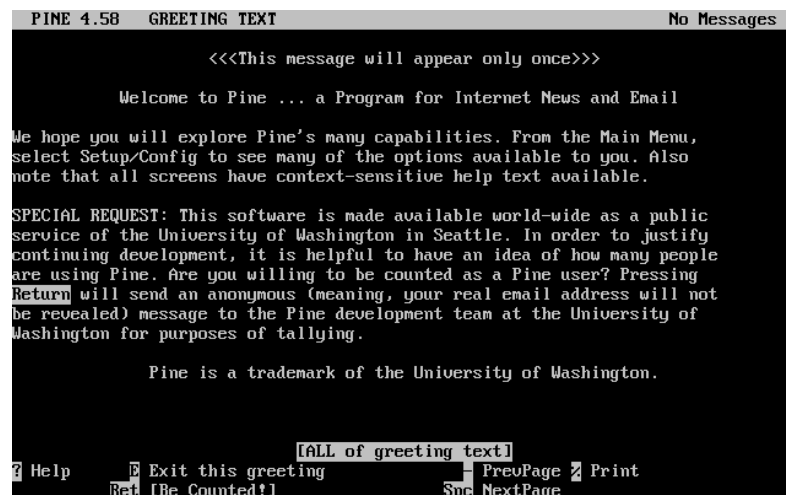 PINE 4.58   GREETING TEXT                                          No Messages
<<<This message will appear only once>>>
Welcome to Pine ... a Program for Internet News and Email
We hope you will explore Pine's many capabilities. From the Main Menu,
select Setup/Config to see many of the options available to you. Also
note that all screens have context-sensitive help text available.
SPECIAL REQUEST: This software is made available world-wide as a public
service of the University of Washington in Seattle. In order to justify
continuing development, it is helpful to have an idea of how many people
are using Pine. Are you willing to be counted as a Pine user? Pressing
Return will send an anonymous (meaning, your real email address will not
be revealed) message to the Pine development team at the University of
Washington for purposes of tallying.
Pine is a trademark of the University of Washington.
[ALL of greeting text]
? Help       E Exit this greeting               - PrevPage % Print
Ret [Be Counted!]                 Spc NextPage